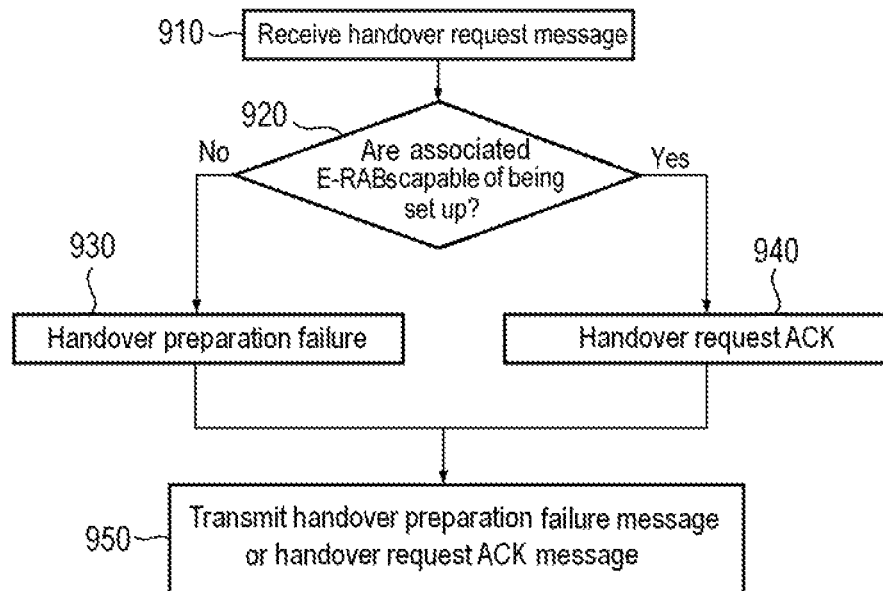 910
Receive handover request message
920
No
Are associated
E-RABscapable of being
set up?
Yes
930
940
Handover preparation failure
Handover request ACK
950
Transmit handover preparation failure message
or handover request ACK message